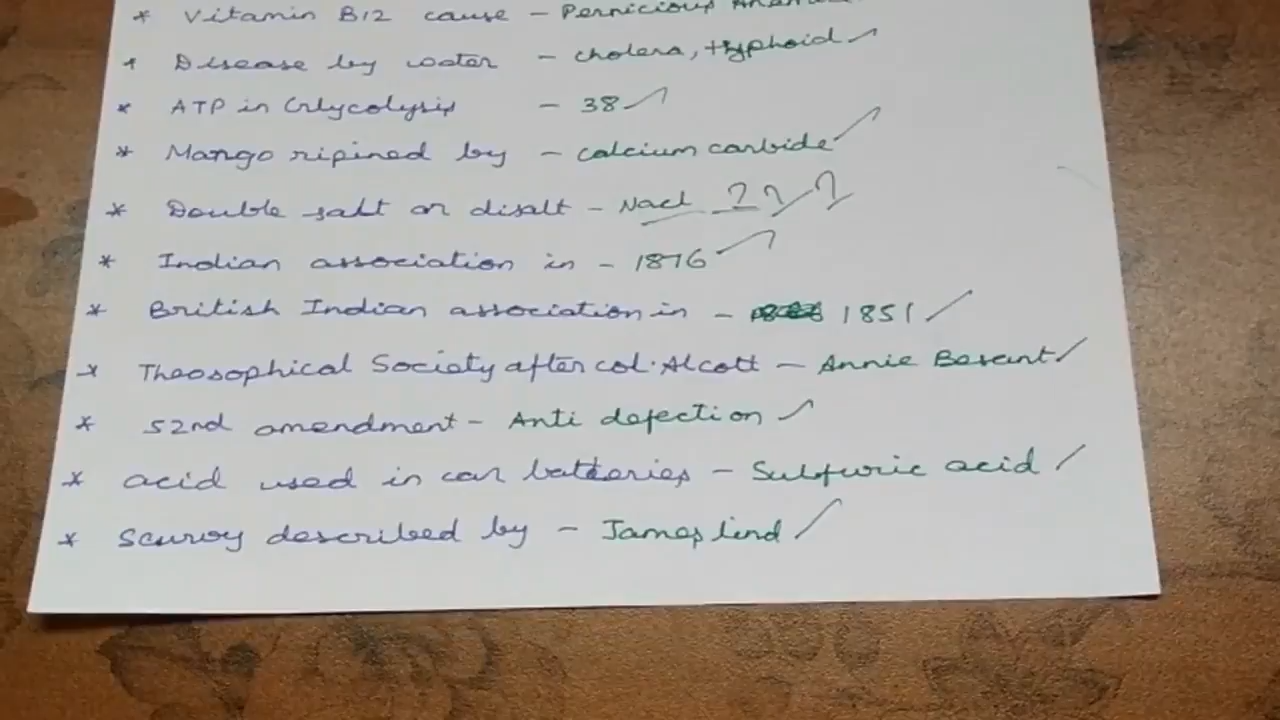 * Vitamin B12 cause - Pernicious Anemia
* Disease by water - cholera, typhoid
* ATP in Glycolysis - 38
* Mango ripined by - calcium carbide
* Double salt or disalt - Nacl ? ? ?
* Indian association in - 1876
* British Indian association in - 1851
* Theosophical Society after col. Alcott - Annie Besant
* 52nd amendment - Anti defection
* acid used in car batteries - Sulfuric acid
* Scurvy described by - James lind